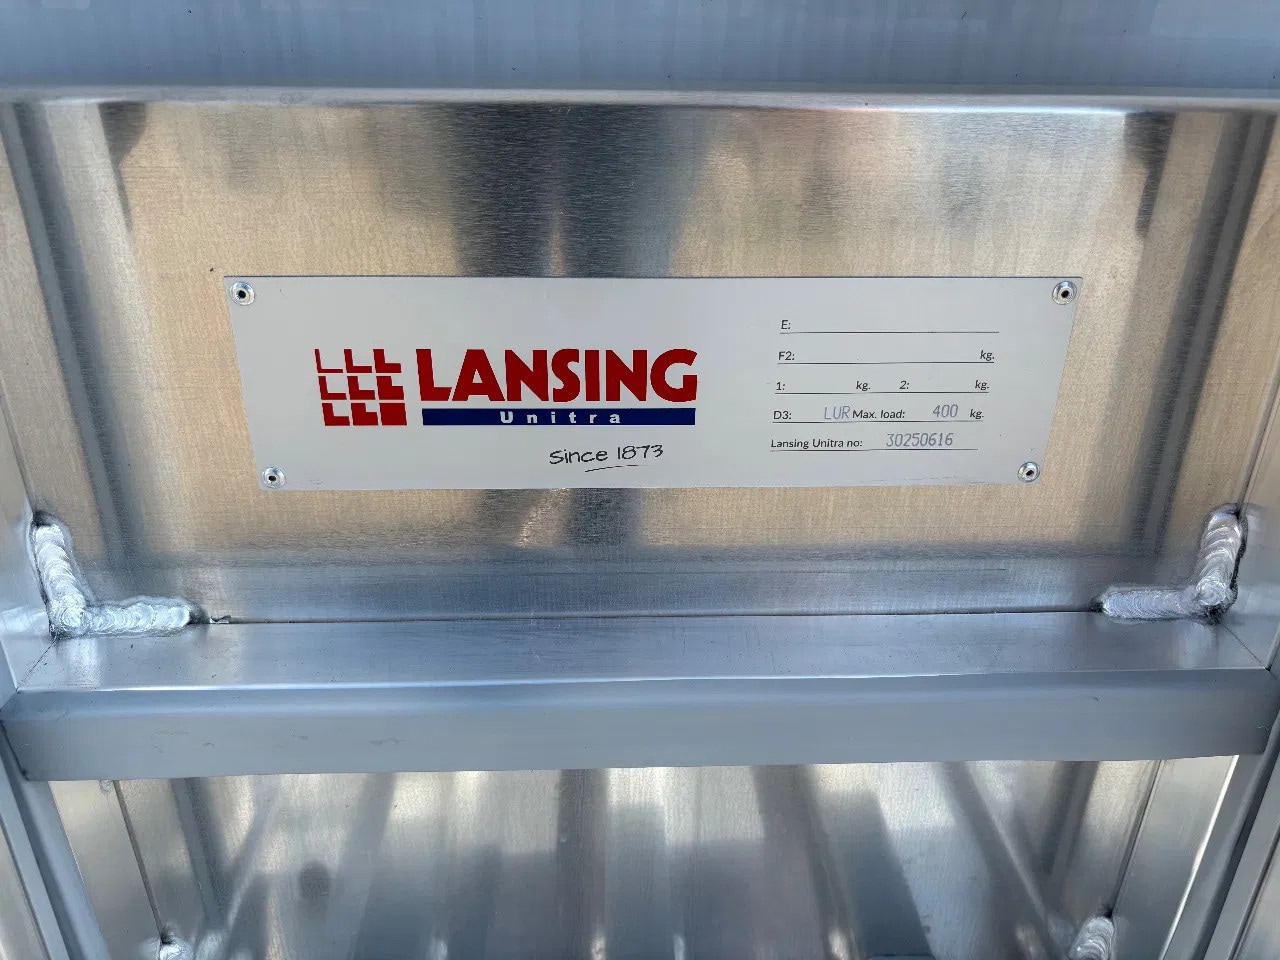 LANSING
Unitra
Since 1873
E:
F2: kg.
1: kg. 2: kg.
D3: LUR Max. load: 400 kg.
Lansing Unitra no: 30250616